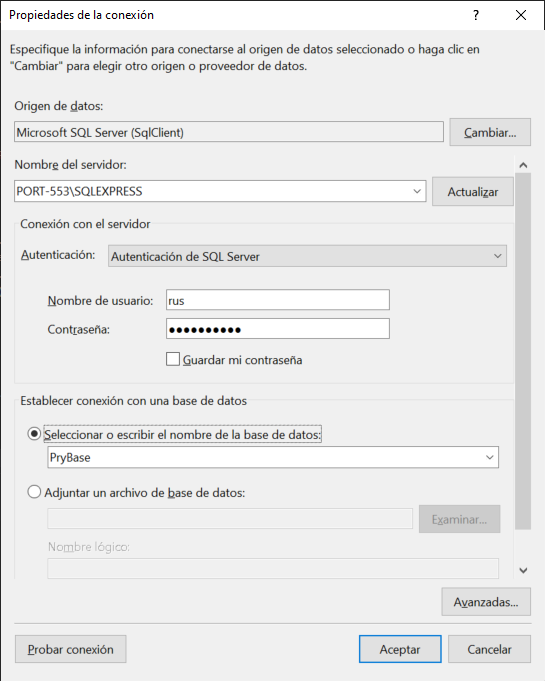 Propiedades de la conexión
Especifique la información para conectarse al origen de datos seleccionado o haga clic en
"Cambiar" para elegir otro origen o proveedor de datos.
Origen de datos:
Microsoft SQL Server (SqlClient)
Cambiar...
Nombre del servidor:
PORT-553\SQLEXPRESS
Actualizar
Conexión con el servidor
Autenticación:
Autenticación de SQL Server
Nombre de usuario:
rus
Contraseña:
●●●●●●●●●●
Guardar mi contraseña
Establecer conexión con una base de datos
Seleccionar o escribir el nombre de la base de datos:
PryBase
Adjuntar un archivo de base de datos:
Examinar...
Nombre lógico:
Avanzadas...
Probar conexión
Aceptar
Cancelar